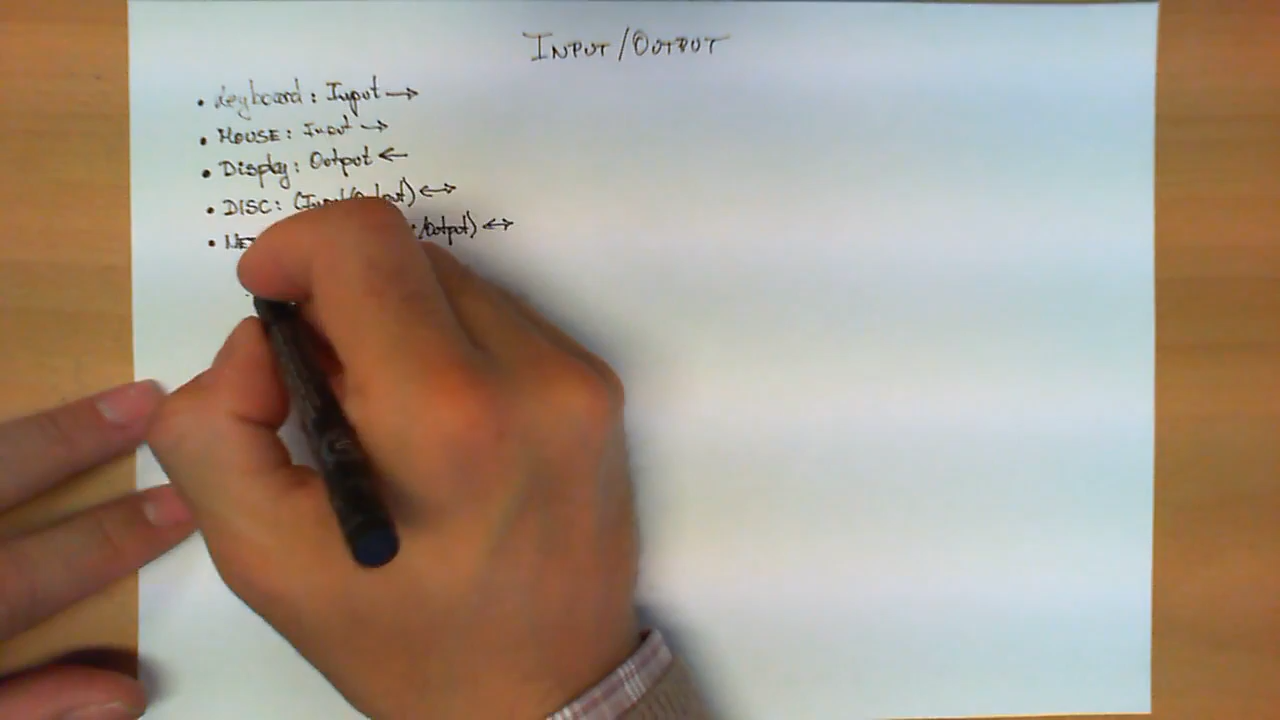 INPUT/OUTPUT
• Keyboard: Input →
• MOUSE: Input →
• Display: Output ←
• DISC: (Input/Output) ↔
• /Output) ↔